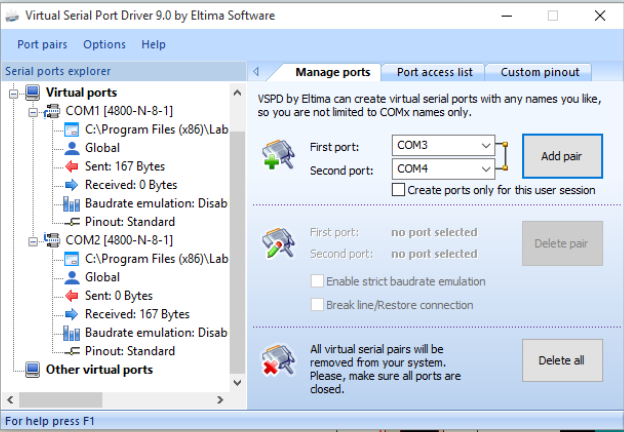 Virtual Serial Port Driver 9.0 by Eltima Software
Port pairs Options Help
Serial ports explorer
Virtual ports
COM1 [4800-N-8-1]
C:\Program Files (x86)\Lab
Global
Sent: 167 Bytes
Received: 0 Bytes
Baudrate emulation: Disab
Pinout: Standard
COM2 [4800-N-8-1]
C:\Program Files (x86)\Lab
Global
Sent: 0 Bytes
Received: 167 Bytes
Baudrate emulation: Disab
Pinout: Standard
Other virtual ports
Manage ports Port access list Custom pinout
VSPD by Eltima can create virtual serial ports with any names you like,
so you are not limited to COMx names only.
First port: COM3
Second port: COM4
Add pair
Create ports only for this user session
First port: no port selected
Second port: no port selected
Delete pair
Enable strict baudrate emulation
Break line/Restore connection
All virtual serial pairs will be
removed from your system.
Please, make sure all ports are
closed.
Delete all
For help press F1